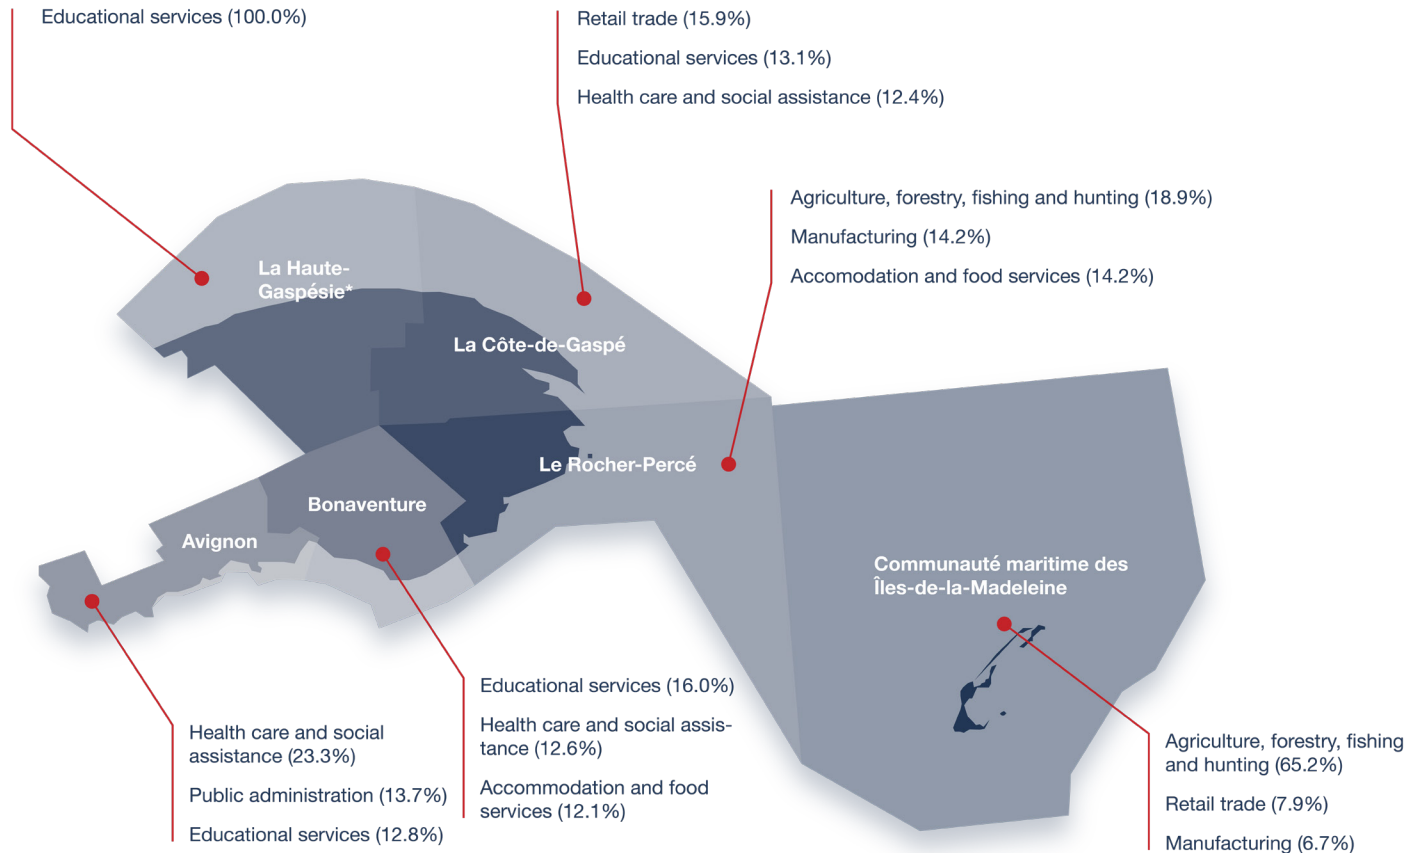 Educational services (100.0%)
Retail trade (15.9%)
Educational services (13.1%)
Health care and social assistance (12.4%)
Agriculture, forestry, fishing and hunting (18.9%)
Manufacturing (14.2%)
Accomodation and food services (14.2%)
La Haute-
Gaspésie*
La Côte-de-Gaspé
Le Rocher-Percé
Bonaventure
Avignon
Communauté maritime des
Îles-de-la-Madeleine
Health care and social
assistance (23.3%)
Public administration (13.7%)
Educational services (12.8%)
Educational services (16.0%)
Health care and social assis-
tance (12.6%)
Accommodation and food
services (12.1%)
Agriculture, forestry, fishing
and hunting (65.2%)
Retail trade (7.9%)
Manufacturing (6.7%)